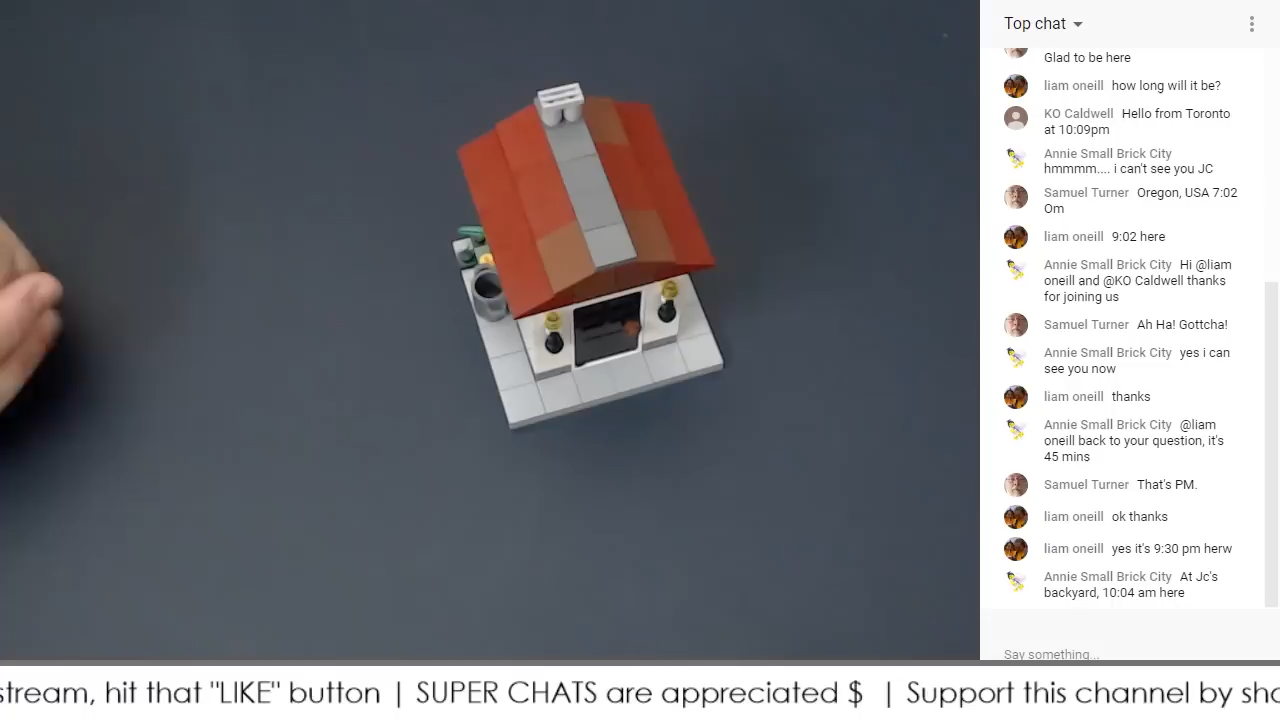 Top chat
Glad to be here
liam oneill how long will it be?
KO Caldwell Hello from Toronto
at 10:09pm
Annie Small Brick City
hmmmm.... i can't see you JC
Samuel Turner Oregon, USA 7:02
Om
liam oneill 9:02 here
Annie Small Brick City Hi @liam
oneill and @KO Caldwell thanks
for joining us
Samuel Turner Ah Ha! Gottcha!
Annie Small Brick City yes i can
see you now
liam oneill thanks
Annie Small Brick City @liam
oneill back to your question, it's
45 mins
Samuel Turner That's PM.
liam oneill ok thanks
liam oneill yes it's 9:30 pm herw
Annie Small Brick City At Jc's
backyard, 10:04 am here
Say something...
stream, hit that "LIKE" button | SUPER CHATS are appreciated $ | Support this channel by sha